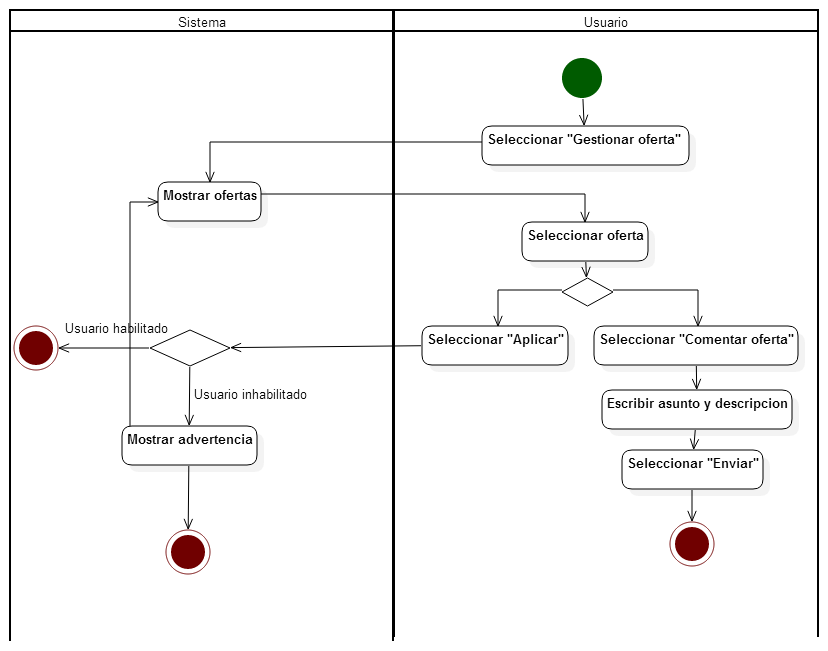 Sistema
Usuario
Seleccionar "Gestionar oferta"
Mostrar ofertas
Seleccionar oferta
Usuario habilitado
Seleccionar "Aplicar"
Seleccionar "Comentar oferta"
Usuario inhabilitado
Escribir asunto y descripcion
Mostrar advertencia
Seleccionar "Enviar"